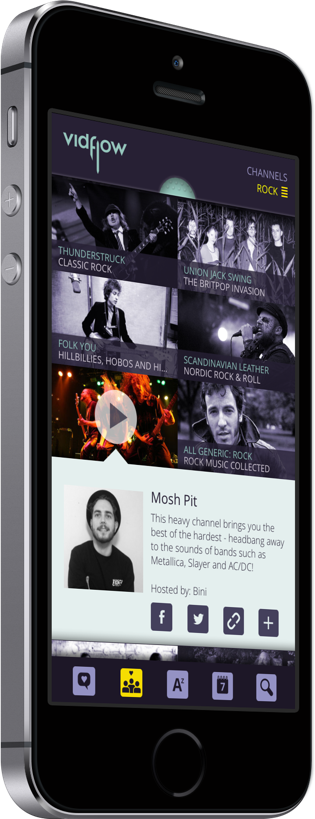 vidflow
CHANNELS
ROCK
THUNDERSTRUCK
CLASSIC ROCK
UNION JACK SWING
THE BRITPOP INVASION
FOLK YOU
HILLBILLIES, HOBOS AND HI...
SCANDINAVIAN LEATHER
NORDIC ROCK & ROLL
ALL GENERIC: ROCK
ROCK MUSIC COLLECTED
Mosh Pit
This heavy channel brings you the
best of the hardest - headbang away
to the sounds of bands such as
Metallica, Slayer and AC/DC!
Hosted by: Bini
f
AZ
7